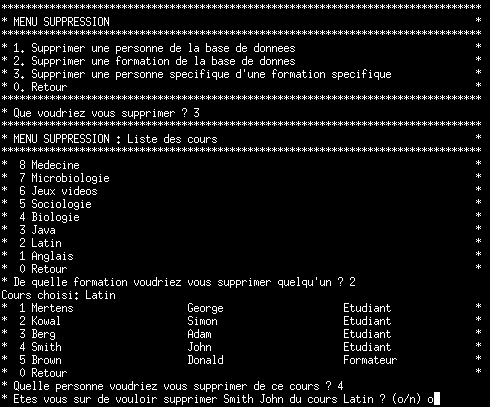 *******************************************************************************
* MENU SUPPRESSION *
*******************************************************************************
* 1. Supprimer une personne de la base de donnees *
* 2. Supprimer une formation de la base de donnes *
* 3. Supprimer une personne specifique d'une formation specifique *
* 0. Retour *
*******************************************************************************
* Que voudriez vous supprimer ? 3
*******************************************************************************
* MENU SUPPRESSION : Liste des cours *
*******************************************************************************
* 8 Medecine *
* 7 Microbiologie *
* 6 Jeux videos *
* 5 Sociologie *
* 4 Biologie *
* 3 Java *
* 2 Latin *
* 1 Anglais *
* 0 Retour *
* De quelle formation voudriez vous supprimer quelqu'un ? 2
Cours choisi: Latin
* 1 Mertens George Etudiant *
* 2 Kowal Simon Etudiant *
* 3 Berg Adam Etudiant *
* 4 Smith John Etudiant *
* 5 Brown Donald Formateur *
* 0 Retour *
* Quelle personne voudriez vous supprimer de ce cours ? 4
* Etes vous sur de vouloir supprimer Smith John du cours Latin ? (o/n) o